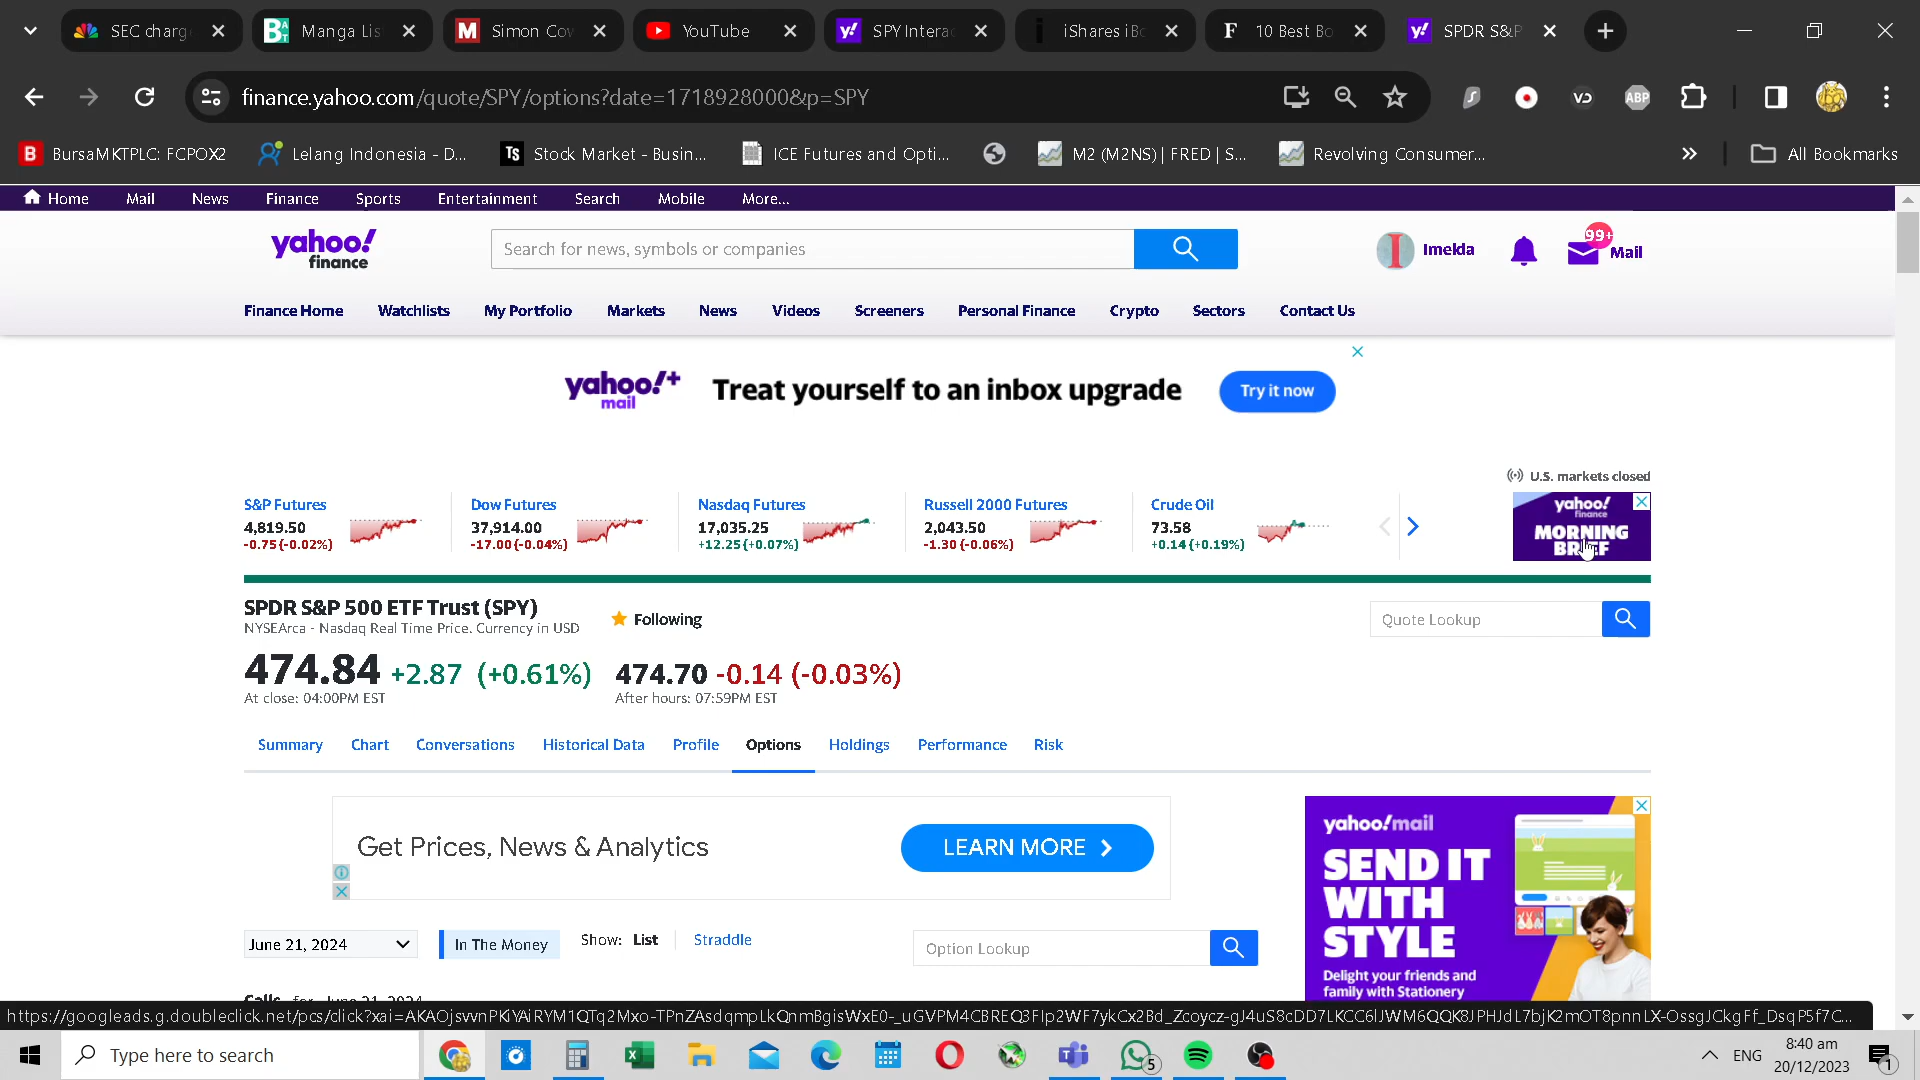 SEC charg
Manga Lis
Simon Cow
YouTube
SPY Interac
iShares iBo
10 Best Bo
SPDR S&P
finance.yahoo.com/quote/SPY/options?date=1718928000&p=SPY
ABP
BursaMKTPLC: FCPOX2
Lelang Indonesia - D...
Ts
Stock Market - Busin...
ICE Futures and Opti...
M2 (M2NS) | FRED | S...
Revolving Consumer...
All Bookmarks
Home Mail News Finance Sports Entertainment Search Mobile More...
yahoo!
finance
Search for news, symbols or companies
Imelda
99+
Mail
Finance Home Watchlists My Portfolio Markets News Videos Screeners Personal Finance Crypto Sectors Contact Us
yahoo!+
mail
Treat yourself to an inbox upgrade
Try it now
U.S. markets closed
S&P Futures
4,819.50
-0.75 (-0.02%)
Dow Futures
37,914.00
-17.00 (-0.04%)
Nasdaq Futures
17,035.25
+12.25 (+0.07%)
Russell 2000 Futures
2,043.50
-1.30 (-0.06%)
Crude Oil
73.58
+0.14 (+0.19%)
yahoo!
finance
MORNING
BRIEF
SPDR S&P 500 ETF Trust (SPY)
NYSEArca - Nasdaq Real Time Price. Currency in USD
Following
Quote Lookup
474.84 +2.87 (+0.61%)
At close: 04:00PM EST
474.70 -0.14 (-0.03%)
After hours: 07:59PM EST
Summary Chart Conversations Historical Data Profile Options Holdings Performance Risk
Get Prices, News & Analytics
LEARN MORE
yahoo!mail
SEND IT
WITH
STYLE
Delight your friends and
family with Stationery
June 21, 2024
In The Money
Show: List
Straddle
Option Lookup
Calls for June 21, 2024
Type here to search
5
ENG
8:40 am
20/12/2023
1